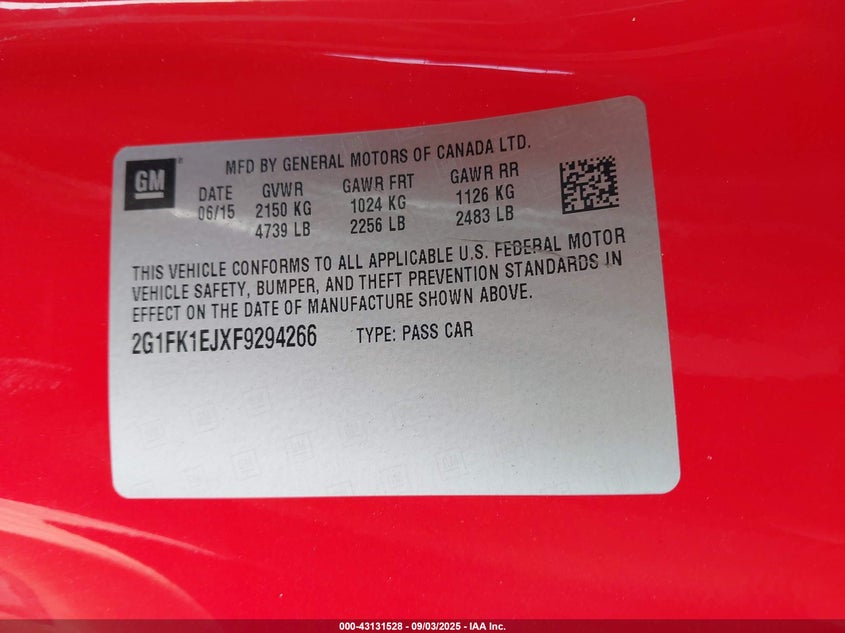 GM
MFD BY GENERAL MOTORS OF CANADA LTD.
DATE GVWR GAWR FRT GAWR RR
06/15 2150 KG 1024 KG 1126 KG
4739 LB 2256 LB 2483 LB
THIS VEHICLE CONFORMS TO ALL APPLICABLE U.S. FEDERAL MOTOR
VEHICLE SAFETY, BUMPER, AND THEFT PREVENTION STANDARDS IN
EFFECT ON THE DATE OF MANUFACTURE SHOWN ABOVE.
2G1FK1EJXF9294266 TYPE: PASS CAR
000-43131528 - 09/03/2025 - IAA Inc.